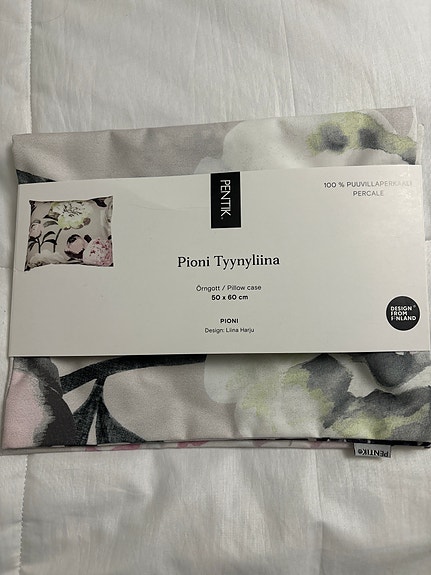 PENTIK.
100 % PUUVILLAPERKAALI
PERCALE
Pioni Tyynyliina
Örngott / Pillow case
50 x 60 cm
PIONI
Design: Liina Harju
DESIGN
FROM
FINLAND
PENTIK®